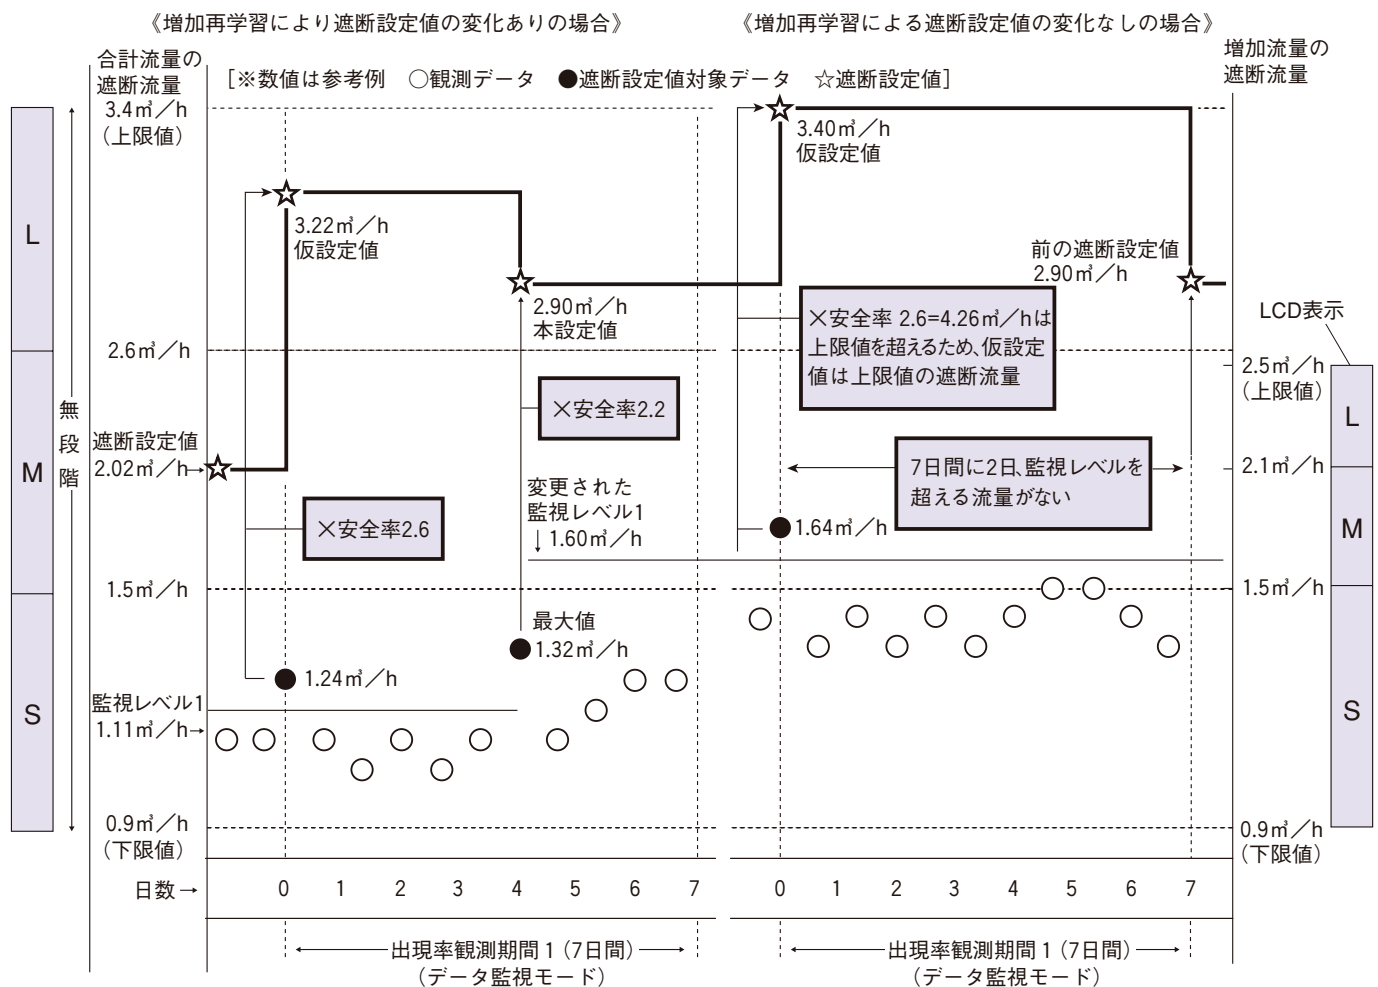 《増加再学習により遮断設定値の変化ありの場合》
《増加再学習による遮断設定値の変化なしの場合》
合計流量の
遮断流量
[※数値は参考例 ○観測データ ●遮断設定値対象データ ☆遮断設定値]
増加流量の
遮断流量
3.4㎥/h
(上限値)
3.40㎥/h
仮設定値
3.22㎥/h
仮設定値
L
前の遮断設定値
2.90㎥/h
2.90㎥/h
本設定値
×安全率 2.6=4.26㎥/hは
上限値を超えるため、仮設定
値は上限値の遮断流量
LCD表示
2.6㎥/h
2.5㎥/h
(上限値)
無段階
×安全率2.2
L
遮断設定値
2.02㎥/h→
M
7日間に2日、監視レベルを
超える流量がない
2.1㎥/h
変更された
監視レベル1
↓ 1.60㎥/h
×安全率2.6
1.64㎥/h
M
1.5㎥/h
1.5㎥/h
最大値
1.32㎥/h
1.24㎥/h
監視レベル1
1.11㎥/h→
S
S
0.9㎥/h
(下限値)
0.9㎥/h
(下限値)
日数→ 0 1 2 3 4 5 6 7 0 1 2 3 4 5 6 7
出現率観測期間 1(7日間)
(データ監視モード)
出現率観測期間 1(7日間)
(データ監視モード)